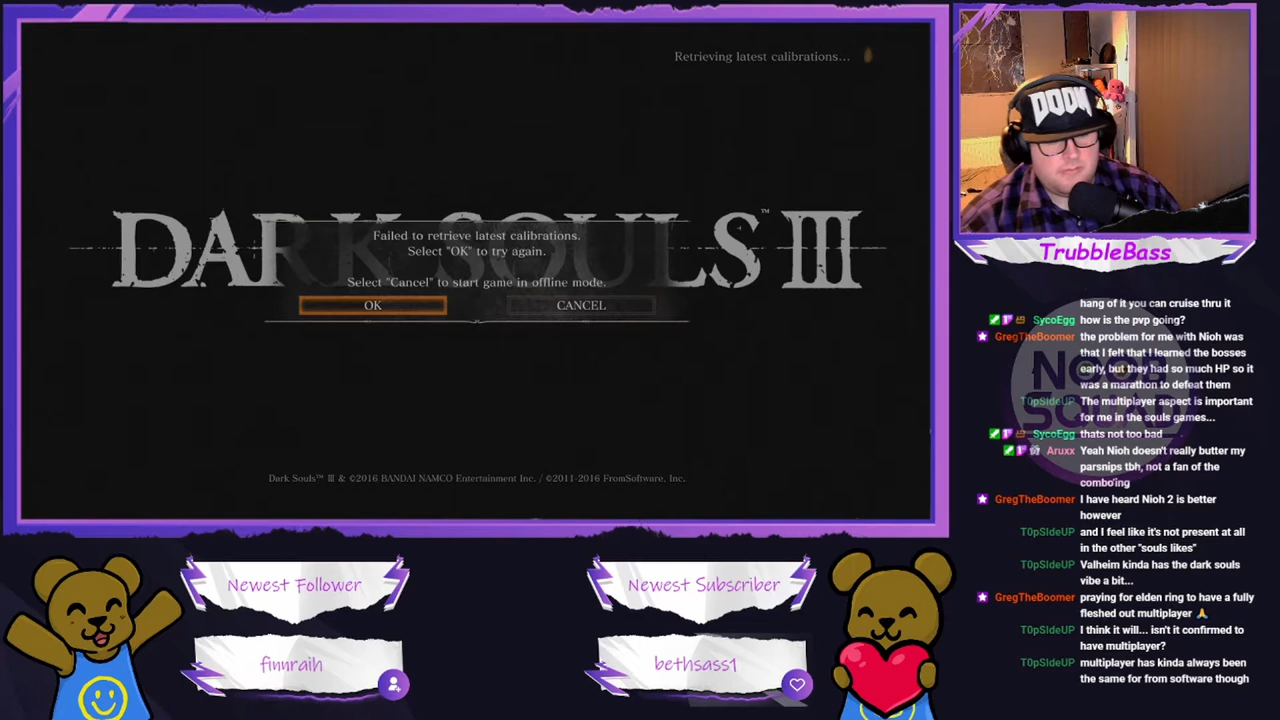 Retrieving latest calibrations...
DARK SOULS™ III
Failed to retrieve latest calibrations.
Select "OK" to try again.
Select "Cancel" to start game in offline mode.
OK
CANCEL
Dark Souls™ III & ©2016 BANDAI NAMCO Entertainment Inc. / ©2011-2016 FromSoftware, Inc.
DOOM
TrubbleBass
hang of it you can cruise thru it
SycoEgg how is the pvp going?
GregTheBoomer the problem for me with Nioh was
that I felt that I learned the bosses
early, but they had so much HP so it
was a marathon to defeat them
T0pSIdeUP The multiplayer aspect is important
for me in the souls games...
SycoEgg thats not too bad
Aruxx Yeah Nioh doesn't really butter my
parsnips tbh, not a fan of the
combo'ing
GregTheBoomer I have heard Nioh 2 is better
however
T0pSIdeUP and I feel like it's not present at all
in the other "souls likes"
T0pSIdeUP Valheim kinda has the dark souls
vibe a bit...
GregTheBoomer praying for elden ring to have a fully
fleshed out multiplayer 🙏
T0pSIdeUP I think it will... isn't it confirmed to
have multiplayer?
T0pSIdeUP multiplayer has kinda always been
the same for from software though
NOOB
SQUAD
Newest Follower
finnraih
Newest Subscriber
bethsass1